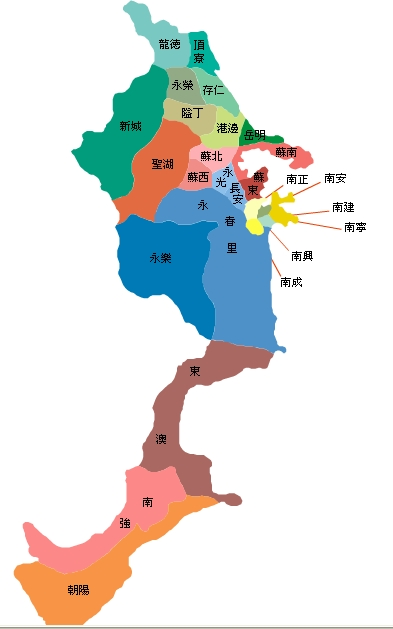 龍德
頂寮
永榮
存仁
隘丁
港邊
新城
岳明
聖湖
蘇北
蘇南
蘇西
永光
長安
蘇東
南正
南安
南建
南寧
永春里
永樂
南興
南成
東澳
南強
朝陽